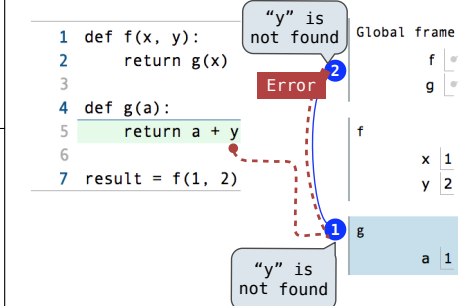 "y" is
not found
Global frame
f
g
2
Error
1 def f(x, y):
2     return g(x)
3
4 def g(a):
5     return a + y
6
7 result = f(1, 2)
f
x 1
y 2
1
g
a 1
"y" is
not found